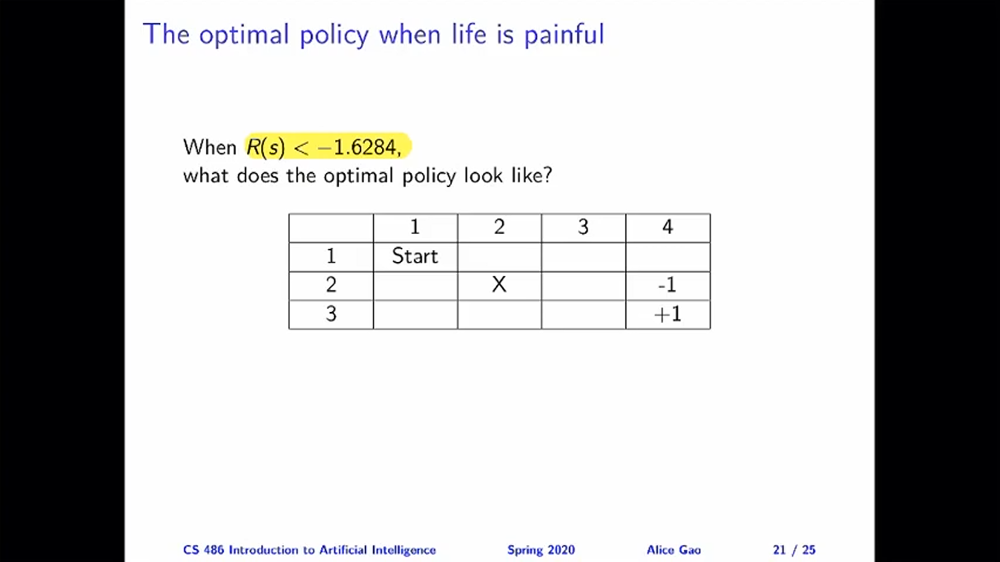 The optimal policy when life is painful
When R(s) < −1.6284,
what does the optimal policy look like?
1 2 3 4
1 Start
2 X -1
3 +1
CS 486 Introduction to Artificial Intelligence Spring 2020 Alice Gao 21 / 25